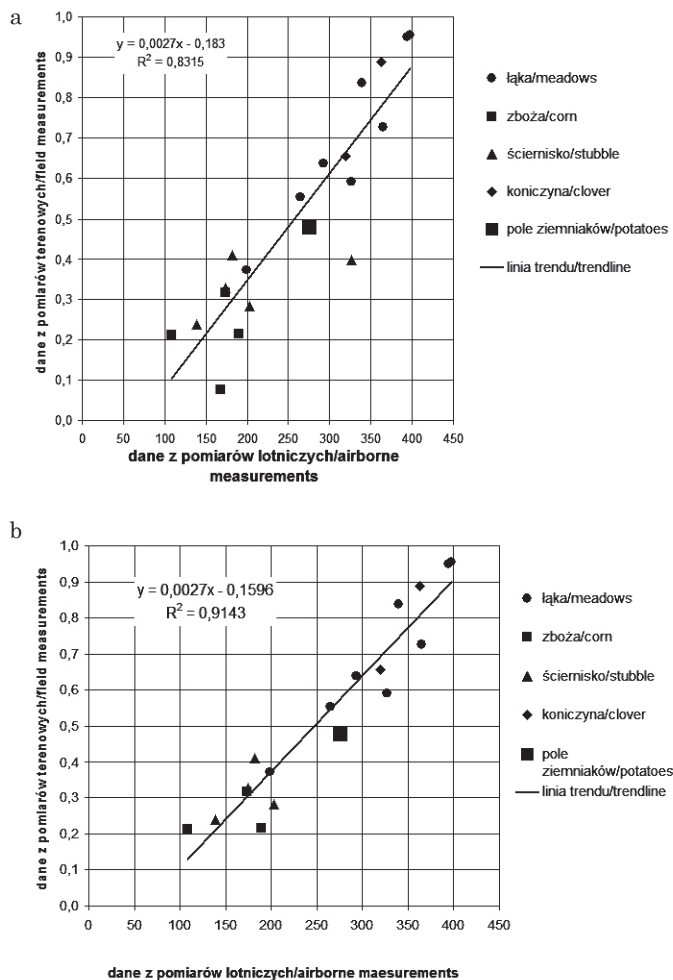 a
1,0
0,9
0,8
0,7
0,6
0,5
0,4
0,3
0,2
0,1
0,0
dane z pomiarów terenowych/field measurements
y = 0,0027x - 0,183
R² = 0,8315
0 50 100 150 200 250 300 350 400 450
dane z pomiarów lotniczych/airborne
measurements
łąka/meadows
zboża/corn
ściernisko/stubble
koniczyna/clover
pole ziemniaków/potatoes
linia trendu/trendline
b
1,0
0,9
0,8
0,7
0,6
0,5
0,4
0,3
0,2
0,1
0,0
dane z pomiarów terenowych/field measurements
y = 0,0027x - 0,1596
R² = 0,9143
0 50 100 150 200 250 300 350 400 450
dane z pomiarów lotniczych/airborne maesurements
łąka/meadows
zboża/corn
ściernisko/stubble
koniczyna/clover
pole
ziemniaków/potatoes
linia trendu/trendline